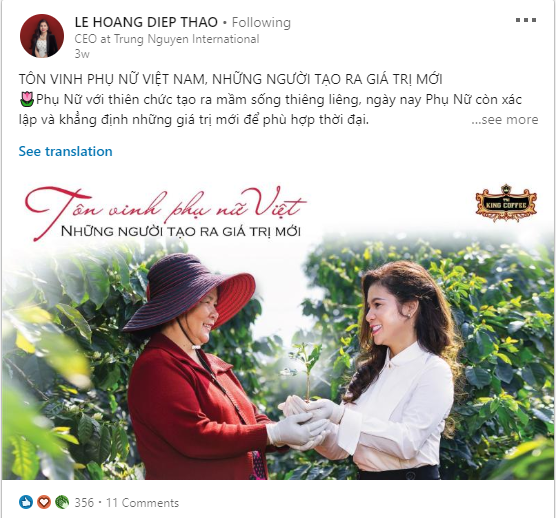 LE HOANG DIEP THAO • Following
CEO at Trung Nguyen International
3w
TÔN VINH PHỤ NỮ VIỆT NAM, NHỮNG NGƯỜI TẠO RA GIÁ TRỊ MỚI
🌷Phụ Nữ với thiên chức tạo ra mầm sống thiêng liêng, ngày nay Phụ Nữ còn xác
lập và khẳng định những giá trị mới để phù hợp thời đại.
...see more
See translation
Tôn vinh phụ nữ Việt
NHỮNG NGƯỜI TẠO RA GIÁ TRỊ MỚI
TNI
KING COFFEE
356 • 11 Comments